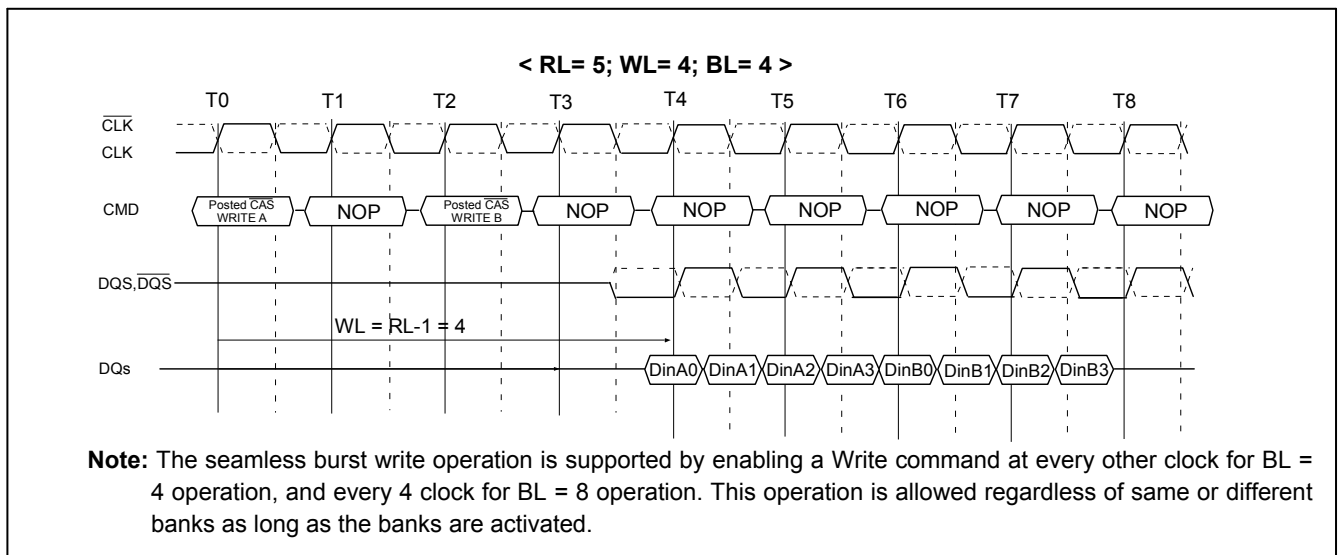 < RL= 5; WL= 4; BL= 4 >
T0 T1 T2 T3 T4 T5 T6 T7 T8
CLK
CLK
CMD
Posted CAS
WRITE A
NOP
Posted CAS
WRITE B
NOP
NOP
NOP
NOP
NOP
NOP
DQS,DQS
WL = RL-1 = 4
DQs
DinA0 DinA1 DinA2 DinA3 DinB0 DinB1 DinB2 DinB3
Note: The seamless burst write operation is supported by enabling a Write command at every other clock for BL =
4 operation, and every 4 clock for BL = 8 operation. This operation is allowed regardless of same or different
banks as long as the banks are activated.